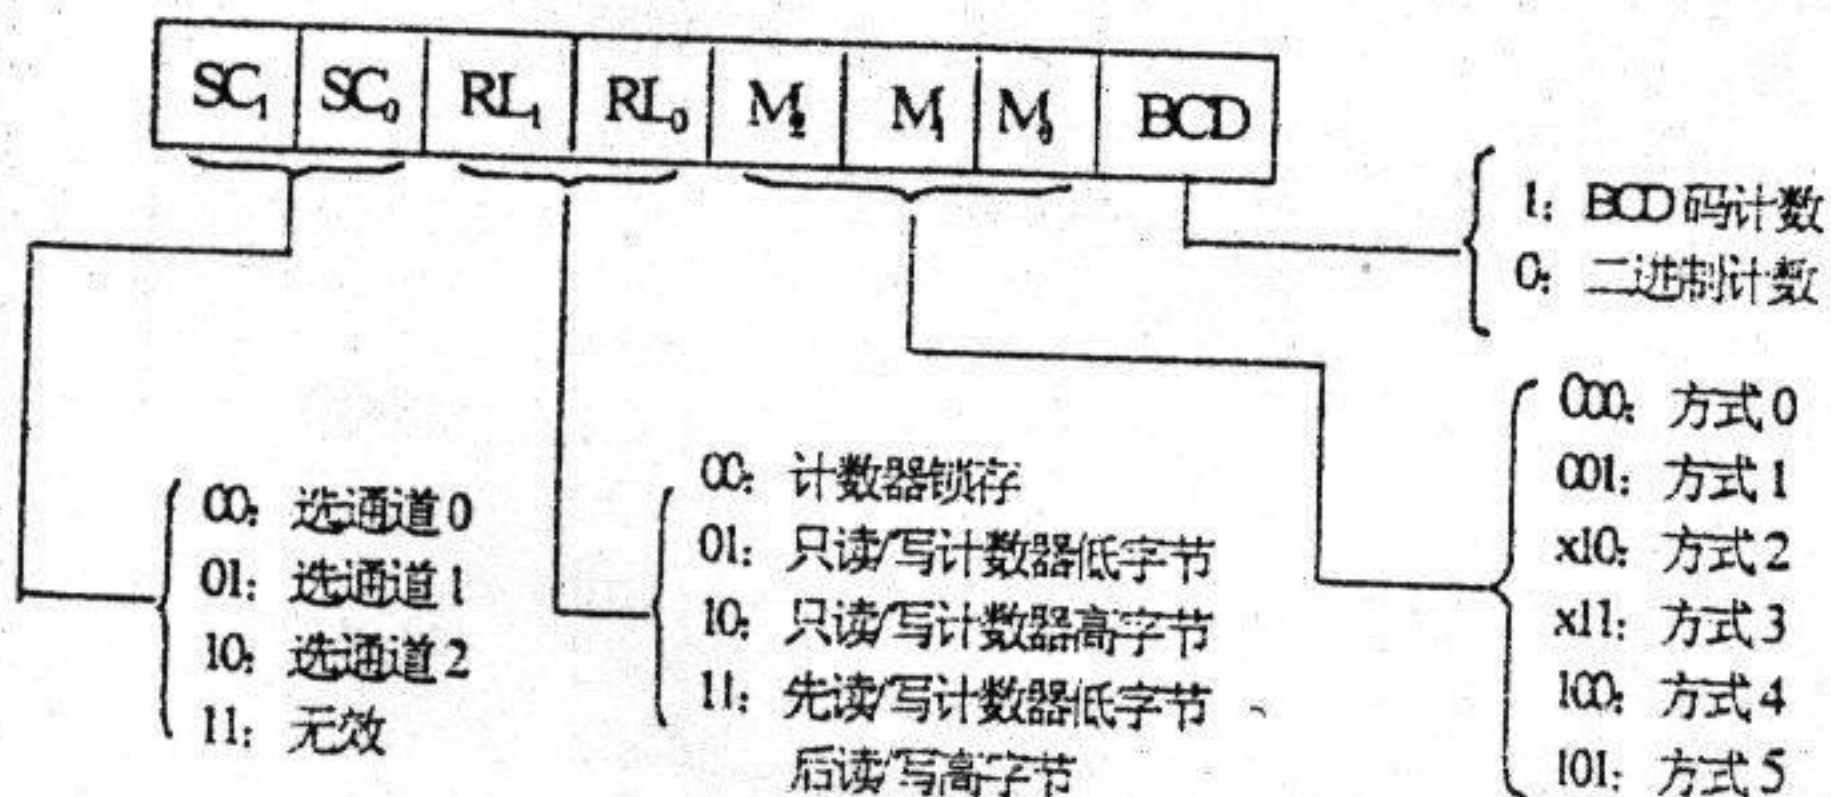 SC₁ SC₀ RL₁ RL₀ M₂ M₁ M₀ BCD
1: BCD 码计数
0: 二进制计数
00: 选通道0
01: 选通道1
10: 选通道2
11: 无效
00: 计数器锁存
01: 只读/写计数器低字节
10: 只读/写计数器高字节
11: 先读/写计数器低字节
后读/写高字节
000: 方式0
001: 方式1
x10: 方式2
x11: 方式3
100: 方式4
101: 方式5